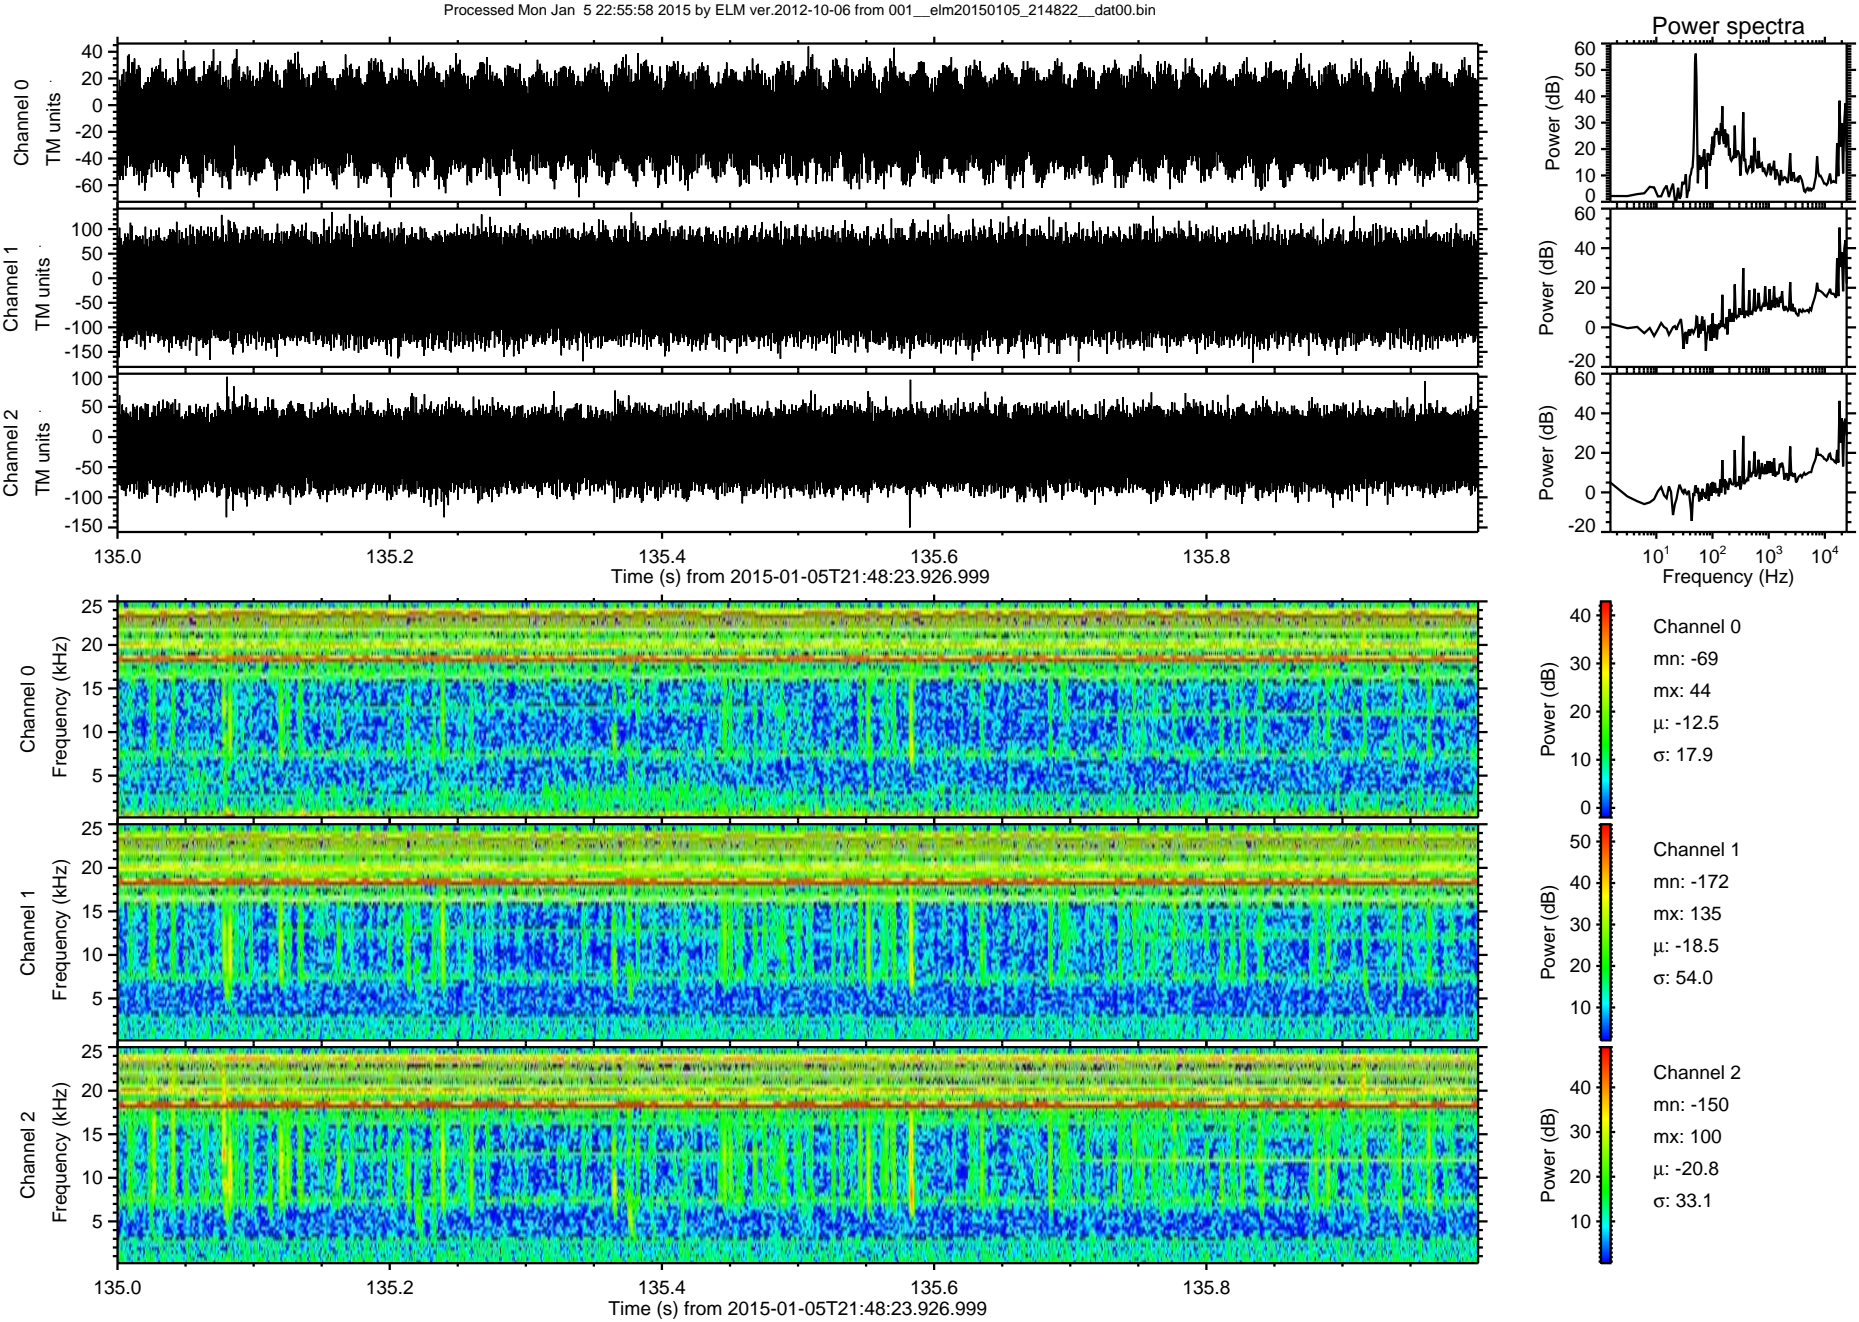 Processed Mon Jan  5 22:55:58 2015 by ELM ver.2012-10-06 from 001__elm20150105_214822__dat00.bin
Power spectra
Channel 0
TM units
40
20
0
-20
-40
-60
Power (dB)
60
50
40
30
20
10
0
Channel 1
TM units
100
50
0
-50
-100
-150
Power (dB)
60
40
20
0
-20
Channel 2
TM units
100
50
0
-50
-100
-150
Power (dB)
60
40
20
0
-20
135.0 135.2 135.4 135.6 135.8
Time (s) from 2015-01-05T21:48:23.926.999
10^1 10^2 10^3 10^4
Frequency (Hz)
Channel 0
Frequency (kHz)
25
20
15
10
5
Power (dB)
40
30
20
10
0
Channel 0
mn: -69
mx: 44
μ: -12.5
σ: 17.9
Channel 1
Frequency (kHz)
25
20
15
10
5
Power (dB)
50
40
30
20
10
Channel 1
mn: -172
mx: 135
μ: -18.5
σ: 54.0
Channel 2
Frequency (kHz)
25
20
15
10
5
Power (dB)
40
30
20
10
Channel 2
mn: -150
mx: 100
μ: -20.8
σ: 33.1
135.0 135.2 135.4 135.6 135.8
Time (s) from 2015-01-05T21:48:23.926.999